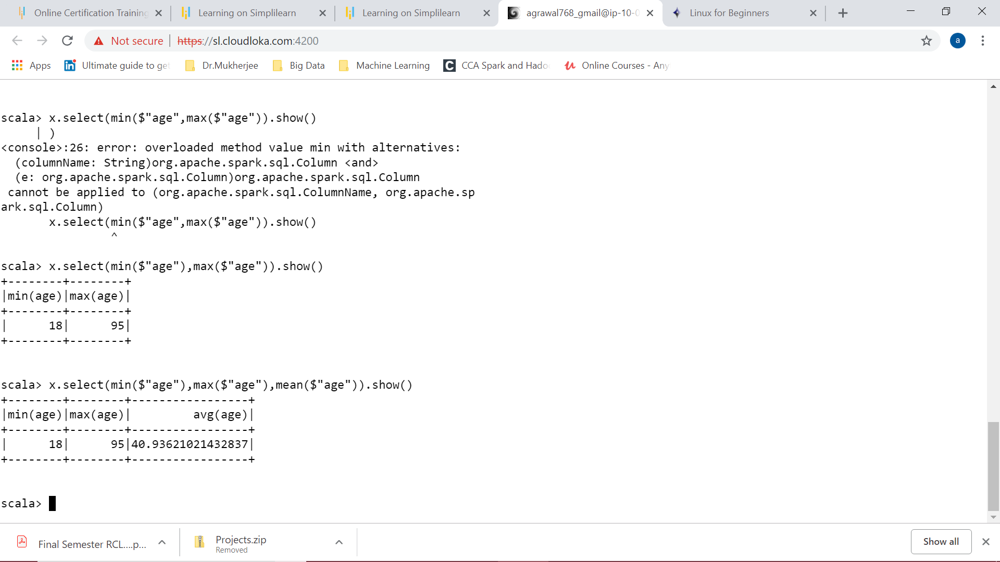 Online Certification Training
Learning on Simplilearn
Learning on Simplilearn
agrawal768_gmail@ip-10-0
Linux for Beginners
Not secure
https://sl.cloudloka.com:4200
a
Apps
Ultimate guide to get
Dr.Mukherjee
Big Data
Machine Learning
CCA Spark and Hado
Online Courses - Any
scala> x.select(min($"age",max($"age")).show()
| )
<console>:26: error: overloaded method value min with alternatives:
(columnName: String)org.apache.spark.sql.Column <and>
(e: org.apache.spark.sql.Column)org.apache.spark.sql.Column
cannot be applied to (org.apache.spark.sql.ColumnName, org.apache.sp
ark.sql.Column)
x.select(min($"age",max($"age")).show()
^
scala> x.select(min($"age"),max($"age")).show()
+--------+--------+
|min(age)|max(age)|
+--------+--------+
|      18|      95|
+--------+--------+
scala> x.select(min($"age"),max($"age"),mean($"age")).show()
+--------+--------+-----------------+
|min(age)|max(age)|         avg(age)|
+--------+--------+-----------------+
|      18|      95|40.93621021432837|
+--------+--------+-----------------+
scala>
Final Semester RCL....p...
Projects.zip
Removed
Show all